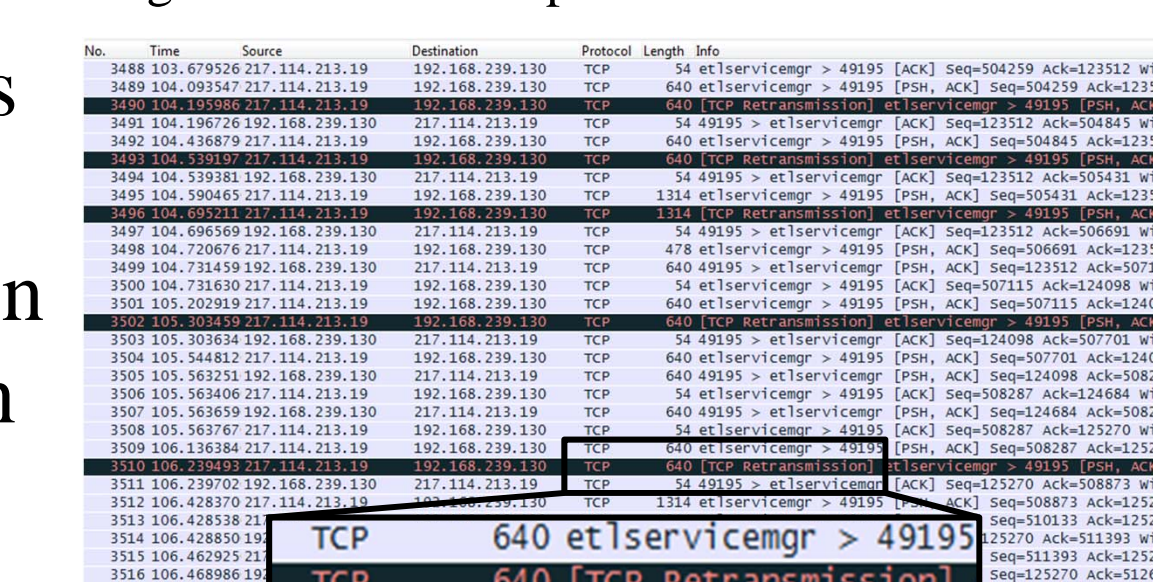 s
n
No. Time Source Destination Protocol Length Info
3488 103.679526 217.114.213.19 192.168.239.130 TCP 54 etlservicemgr > 49195 [ACK] Seq=504259 Ack=123512
3489 104.093547 217.114.213.19 192.168.239.130 TCP 640 etlservicemgr > 49195 [PSH, ACK] Seq=504259
3490 104.195986 217.114.213.19 192.168.239.130 TCP 640 [TCP Retransmission] etlservicemgr > 49195 [PSH, ACK
3491 104.196726 192.168.239.130 217.114.213.19 TCP 54 49195 > etlservicemgr [ACK] Seq=123512 Ack=504845
3492 104.436879 217.114.213.19 192.168.239.130 TCP 640 etlservicemgr > 49195 [PSH, ACK] Seq=504845
3493 104.539197 217.114.213.19 192.168.239.130 TCP 640 [TCP Retransmission] etlservicemgr > 49195 [PSH, ACK
3494 104.539381 192.168.239.130 217.114.213.19 TCP 54 49195 > etlservicemgr [ACK] Seq=123512 Ack=505431
3495 104.590465 217.114.213.19 192.168.239.130 TCP 1314 etlservicemgr > 49195 [PSH, ACK] Seq=505431
3496 104.695211 217.114.213.19 192.168.239.130 TCP 1314 [TCP Retransmission] etlservicemgr > 49195 [PSH, ACK
3497 104.696569 192.168.239.130 217.114.213.19 TCP 54 49195 > etlservicemgr [ACK] Seq=123512 Ack=506691
3498 104.720676 217.114.213.19 192.168.239.130 TCP 478 etlservicemgr > 49195 [PSH, ACK] Seq=506691
3499 104.731459 192.168.239.130 217.114.213.19 TCP 640 49195 > etlservicemgr [PSH, ACK] Seq=123512
3500 104.731630 217.114.213.19 192.168.239.130 TCP 54 etlservicemgr > 49195 [ACK] Seq=507115 Ack=124098
3501 105.202919 217.114.213.19 192.168.239.130 TCP 640 etlservicemgr > 49195 [PSH, ACK] Seq=507115
3502 105.303459 217.114.213.19 192.168.239.130 TCP 640 [TCP Retransmission] etlservicemgr > 49195 [PSH, ACK
3503 105.303634 192.168.239.130 217.114.213.19 TCP 54 49195 > etlservicemgr [ACK] Seq=124098 Ack=507701
3504 105.544812 217.114.213.19 192.168.239.130 TCP 640 etlservicemgr > 49195 [PSH, ACK] Seq=507701
3505 105.563251 192.168.239.130 217.114.213.19 TCP 640 49195 > etlservicemgr [PSH, ACK] Seq=124098
3506 105.563406 217.114.213.19 192.168.239.130 TCP 54 etlservicemgr > 49195 [ACK] Seq=508287 Ack=124684
3507 105.563659 192.168.239.130 217.114.213.19 TCP 640 49195 > etlservicemgr [PSH, ACK] Seq=124684
3508 105.563767 217.114.213.19 192.168.239.130 TCP 54 etlservicemgr > 49195 [ACK] Seq=508287 Ack=125270
3509 106.136384 217.114.213.19 192.168.239.130 TCP 640 etlservicemgr > 49195 [PSH, ACK] Seq=508287
3510 106.239493 217.114.213.19 192.168.239.130 TCP 640 [TCP Retransmission] etlservicemgr > 49195 [PSH, ACK
3511 106.239702 192.168.239.130 217.114.213.19 TCP 54 49195 > etlservicemgr [ACK] Seq=125270 Ack=508873
3512 106.428370 217.114.213.19 192.168.239.130 TCP 1314 etlservicemgr > 49195 [PSH, ACK] Seq=508873
3513 106.428538 217 Seq=510133
3514 106.428850 192 125270 Ack=511393
3515 106.462925 217 Seq=511393
3516 106.468986 192 Seq=125270
TCP 640 etlservicemgr > 49195
TCP 640 [TCP Retransmission]